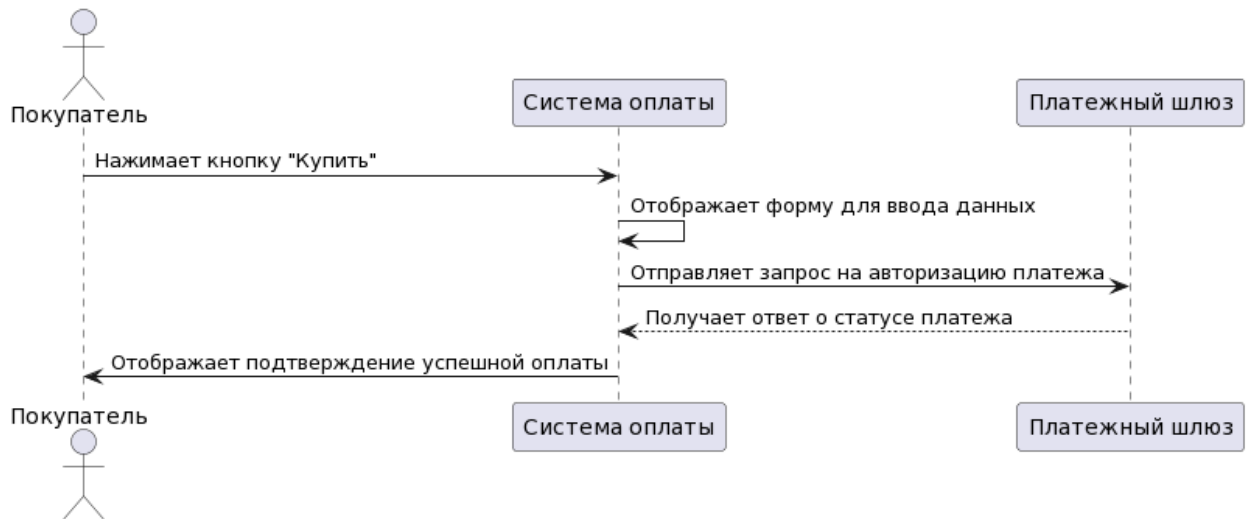 Покупатель
Система оплаты
Платежный шлюз
Нажимает кнопку "Купить"
Отображает форму для ввода данных
Отправляет запрос на авторизацию платежа
Получает ответ о статусе платежа
Отображает подтверждение успешной оплаты
Покупатель
Система оплаты
Платежный шлюз